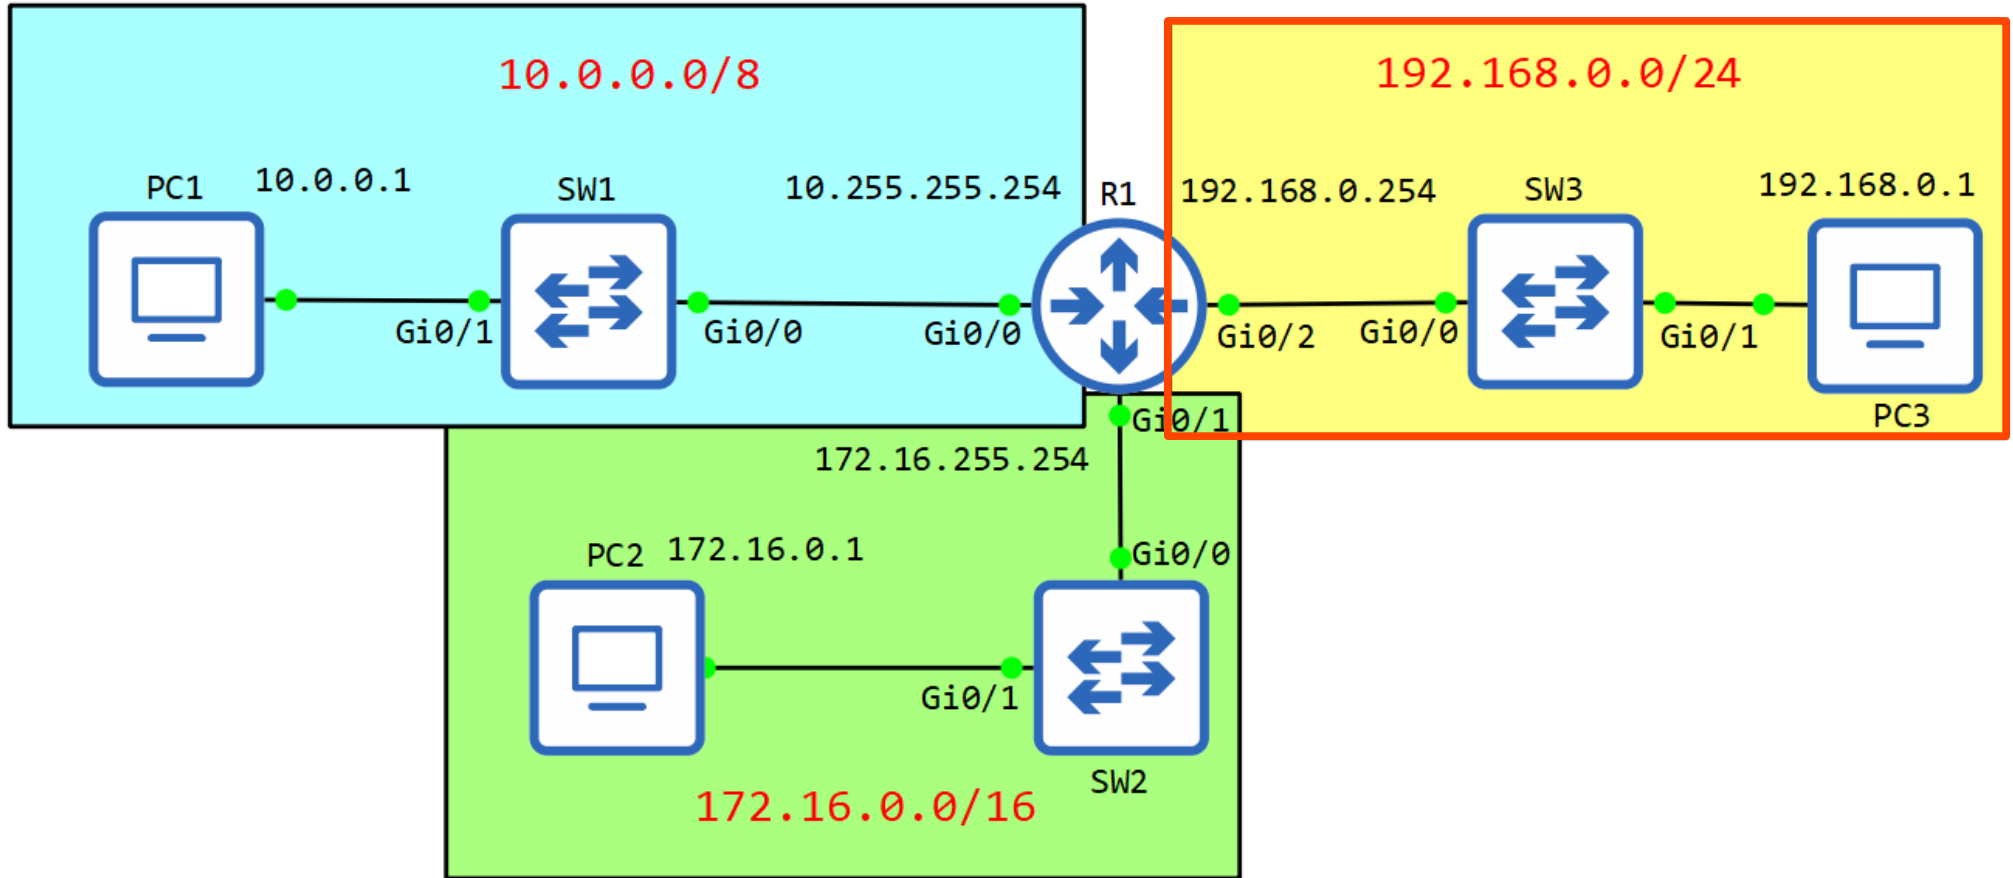 10.0.0.0/8
192.168.0.0/24
PC1
10.0.0.1
SW1
10.255.255.254
R1
192.168.0.254
SW3
192.168.0.1
Gi0/1
Gi0/0
Gi0/0
Gi0/2
Gi0/0
Gi0/1
PC3
Gi0/1
172.16.255.254
PC2
172.16.0.1
Gi0/0
Gi0/1
SW2
172.16.0.0/16